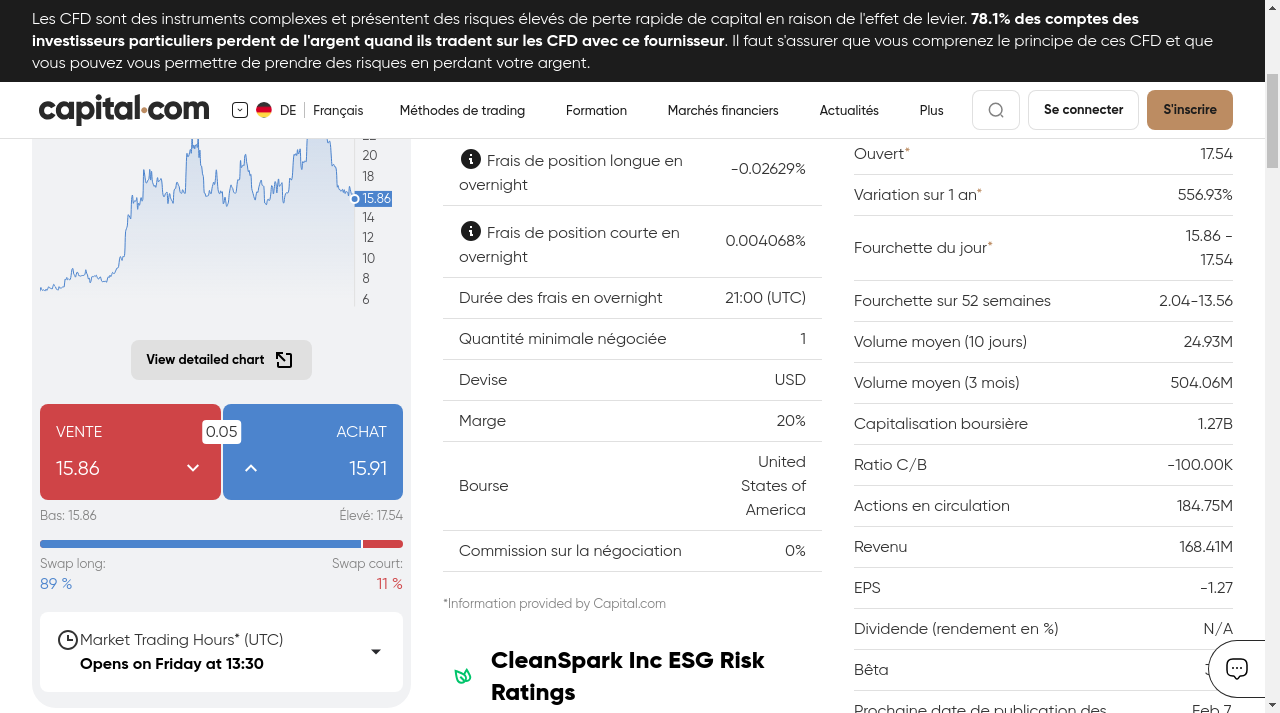 Les CFD sont des instruments complexes et présentent des risques élevés de perte rapide de capital en raison de l'effet de levier. 78.1% des comptes des
investisseurs particuliers perdent de l'argent quand ils tradent sur les CFD avec ce fournisseur. Il faut s'assurer que vous comprenez le principe de ces CFD et que
vous pouvez vous permettre de prendre des risques en perdant votre argent.
capital.com
DE Français
Méthodes de trading
Formation
Marchés financiers
Actualités
Plus
Se connecter
S'inscrire
20
18
15.86
14
12
10
8
6
View detailed chart
VENTE
0.05
ACHAT
15.86
15.91
Bas: 15.86
Élevé: 17.54
Swap long:
Swap court:
89 %
11 %
Market Trading Hours* (UTC)
Opens on Friday at 13:30
Frais de position longue en
overnight
-0.02629%
Frais de position courte en
overnight
0.004068%
Durée des frais en overnight
21:00 (UTC)
Quantité minimale négociée
1
Devise
USD
Marge
20%
Bourse
United
States of
America
Commission sur la négociation
0%
*Information provided by Capital.com
CleanSpark Inc ESG Risk
Ratings
Ouvert*
17.54
Variation sur 1 an*
556.93%
Fourchette du jour*
15.86 -
17.54
Fourchette sur 52 semaines
2.04-13.56
Volume moyen (10 jours)
24.93M
Volume moyen (3 mois)
504.06M
Capitalisation boursière
1.27B
Ratio C/B
-100.00K
Actions en circulation
184.75M
Revenu
168.41M
EPS
-1.27
Dividende (rendement en %)
N/A
Bêta
Prochaine date de publication des
Feb 7,